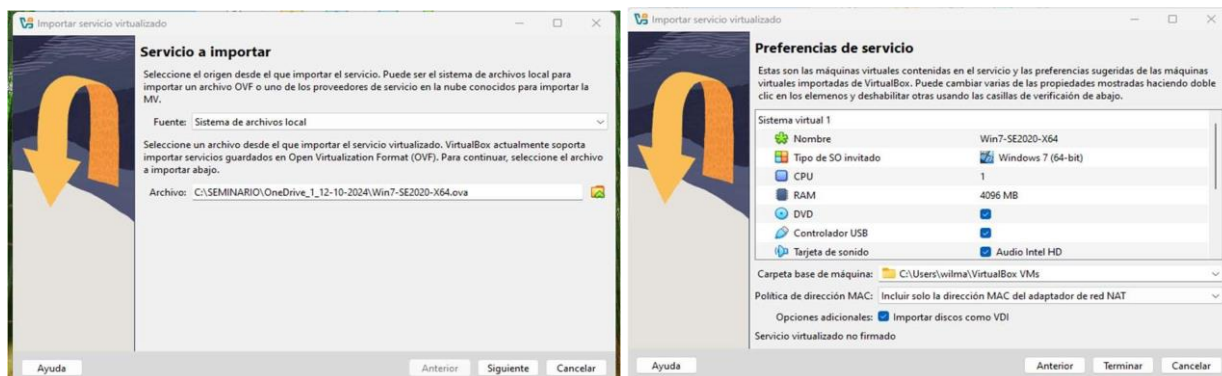 Importar servicio virtualizado
Servicio a importar
Seleccione el origen desde el que importar el servicio. Puede ser el sistema de archivos local para
importar un archivo OVF o uno de los proveedores de servicio en la nube conocidos para importar la
MV.
Fuente: Sistema de archivos local
Seleccione un archivo desde el que importar el servicio virtualizado. VirtualBox actualmente soporta
importar servicios guardados en Open Virtualization Format (OVF). Para continuar, seleccione el archivo
a importar abajo.
Archivo: C:\SEMINARIO\OneDrive_1_12-10-2024\Win7-SE2020-X64.ova
Ayuda Anterior Siguiente Cancelar
Importar servicio virtualizado
Preferencias de servicio
Estas son las máquinas virtuales contenidas en el servicio y las preferencias sugeridas de las máquinas
virtuales importadas de VirtualBox. Puede cambiar varias de las propiedades mostradas haciendo doble
clic en los elemenos y deshabilitar otras usando las casillas de verificaión de abajo.
Sistema virtual 1
Nombre Win7-SE2020-X64
Tipo de SO invitado Windows 7 (64-bit)
CPU 1
RAM 4096 MB
DVD
Controlador USB
Tarjeta de sonido Audio Intel HD
Carpeta base de máquina: C:\Users\wilma\VirtualBox VMs
Política de dirección MAC: Incluir solo la dirección MAC del adaptador de red NAT
Opciones adicionales: Importar discos como VDI
Servicio virtualizado no firmado
Ayuda Anterior Terminar Cancelar